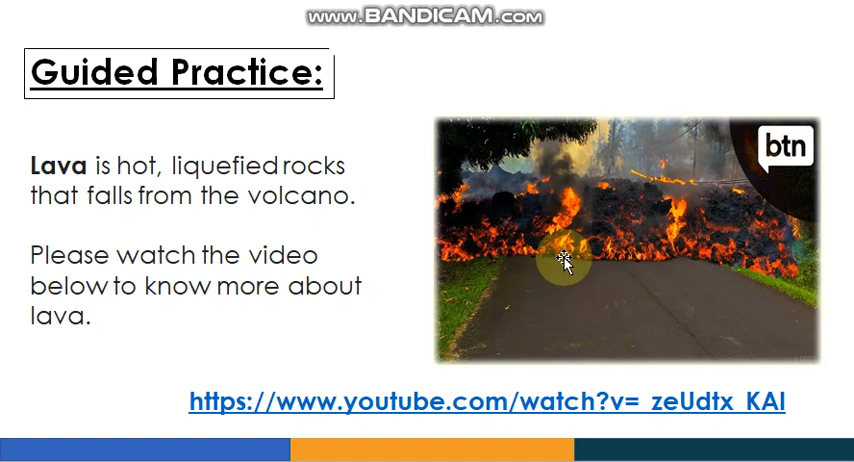 www.BANDICAM.com
Guided Practice:
Lava is hot, liquefied rocks
that falls from the volcano.
btn
Please watch the video
below to know more about
lava.
https://www.youtube.com/watch?v=_zeUdtx_KAI